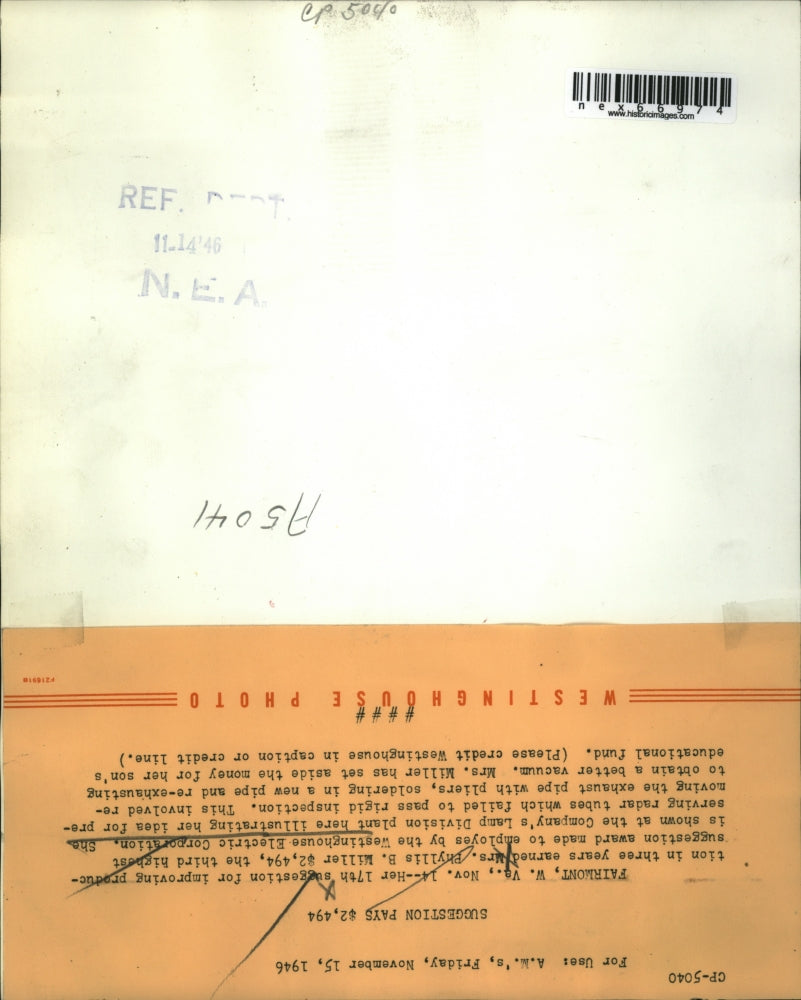 CP 5040
nex66974
www.historicimages.com
REF. DEPT.
11-14'46
N. E. A.
A5041
CP-5040
For Use: A.M.'s, Friday, November 15, 1946
SUGGESTION PAYS $2,494
FAIRMONT, W. Va., Nov. 14--Her 17th suggestion for improving produc-
tion in three years earned Mrs. Phyllis B. Miller $2,494, the third highest
suggestion award made to employes by the Westinghouse Electric Corporation. She
is shown at the Company's Lamp Division plant here illustrating her idea for pre-
serving radar tubes which failed to pass rigid inspection. This involved re-
moving the exhaust pipe with pliers, soldering in a new pipe and re-exhausting
to obtain a better vacuum. Mrs. Miller has set aside the money for her son's
educational fund. (Please credit Westinghouse in caption or credit line.)
####
WESTINGHOUSE PHOTO